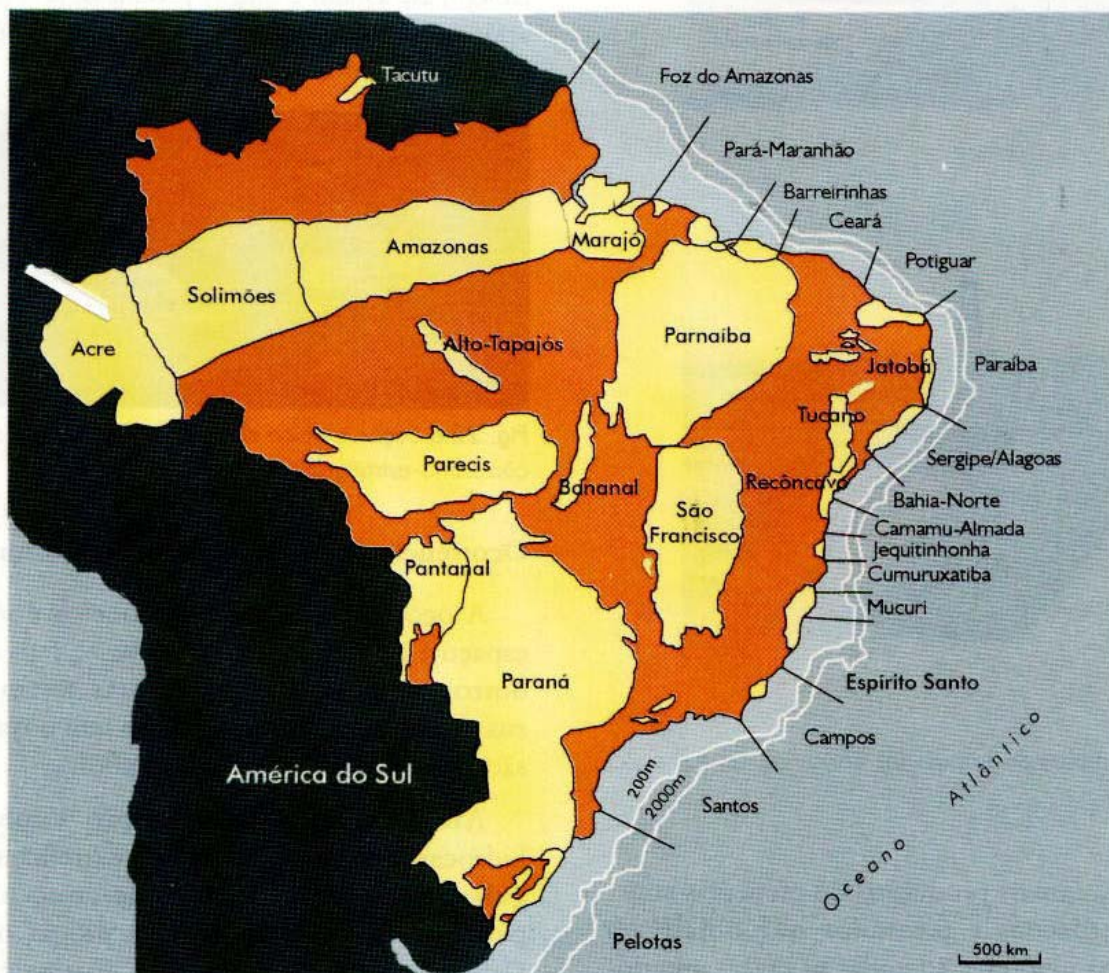 Tacutu
Foz do Amazonas
Pará-Maranhão
Barreirinhas
Ceará
Marajó
Amazonas
Potiguar
Solimões
Acre
Alto-Tapajós
Parnaíba
Jatobá
Paraíba
Tucano
Sergipe/Alagoas
Parecis
Bananal
Recôncavo
São
Francisco
Bahia-Norte
Camamu-Almada
Jequitinhonha
Cumuruxatiba
Pantanal
Mucuri
Paraná
Espírito Santo
Campos
América do Sul
200m
2000m
Santos
Oceano Atlântico
Pelotas
500 km